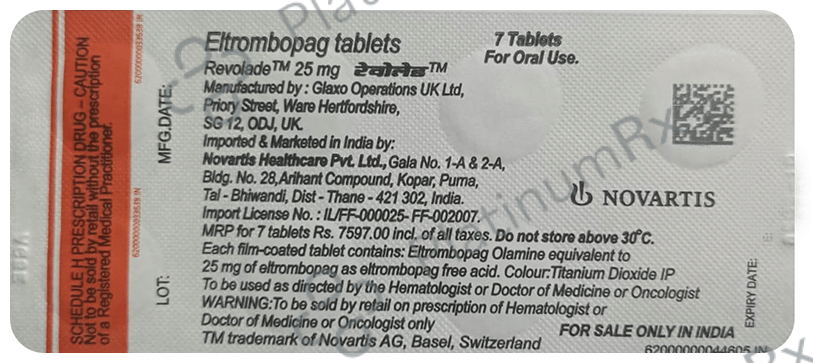 Eltrombopag tablets
7 Tablets
For Oral Use.
Revolade™ 25 mg रेवोलेड™
Manufactured by : Glaxo Operations UK Ltd,
Priory Street, Ware Hertfordshire,
SG 12, ODJ, UK.
Imported & Marketed in India by:
Novartis Healthcare Pvt. Ltd., Gala No. 1-A & 2-A,
Bldg. No. 28,Arihant Compound, Kopar, Purna,
Tal - Bhiwandi, Dist - Thane - 421 302, India.
Import License No. : IL/FF-000025- FF-002007.
MRP for 7 tablets Rs. 7597.00 incl. of all taxes. Do not store above 30°C.
Each film-coated tablet contains: Eltrombopag Olamine equivalent to
25 mg of eltrombopag as eltrombopag free acid. Colour:Titanium Dioxide IP
To be used as directed by the Hematologist or Doctor of Medicine or Oncologist
WARNING:To be sold by retail on prescription of Hematologist or
Doctor of Medicine or Oncologist only
TM trademark of Novartis AG, Basel, Switzerland
FOR SALE ONLY IN INDIA
NOVARTIS
SCHEDULE H PRESCRIPTION DRUG – CAUTION
Not to be sold by retail without the prescription
of a Registered Medical Practitioner.
MFG.DATE:
LOT:
EXPIRY DATE:
62000000044605 IN
PlatinumRx